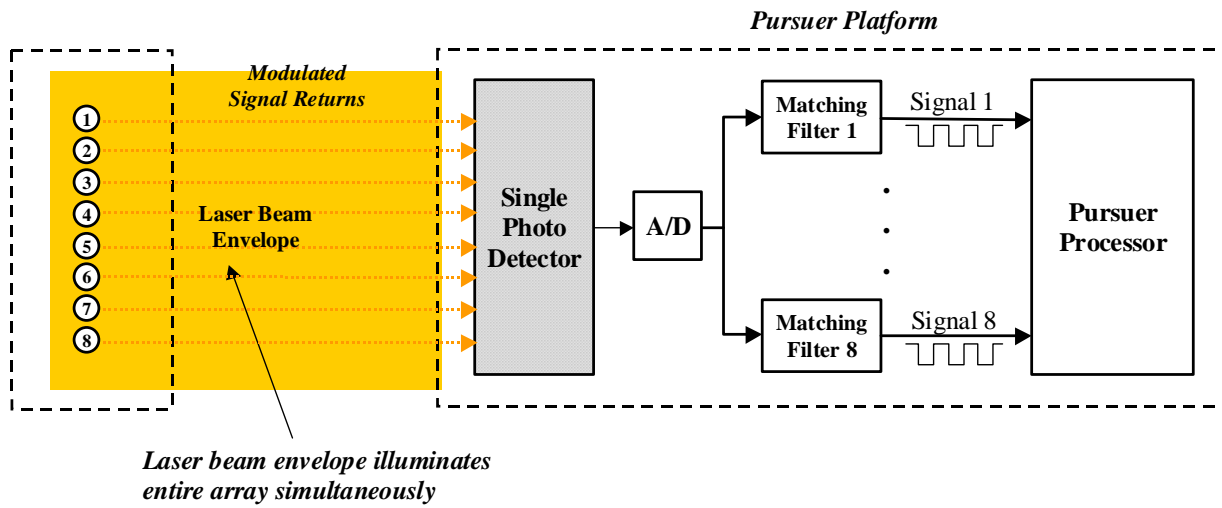 Pursuer Platform
Modulated
Signal Returns
1
2
3
4
5
6
7
8
Laser Beam
Envelope
Single
Photo
Detector
A/D
Matching
Filter 1
Signal 1
Matching
Filter 8
Signal 8
Pursuer
Processor
Laser beam envelope illuminates
entire array simultaneously